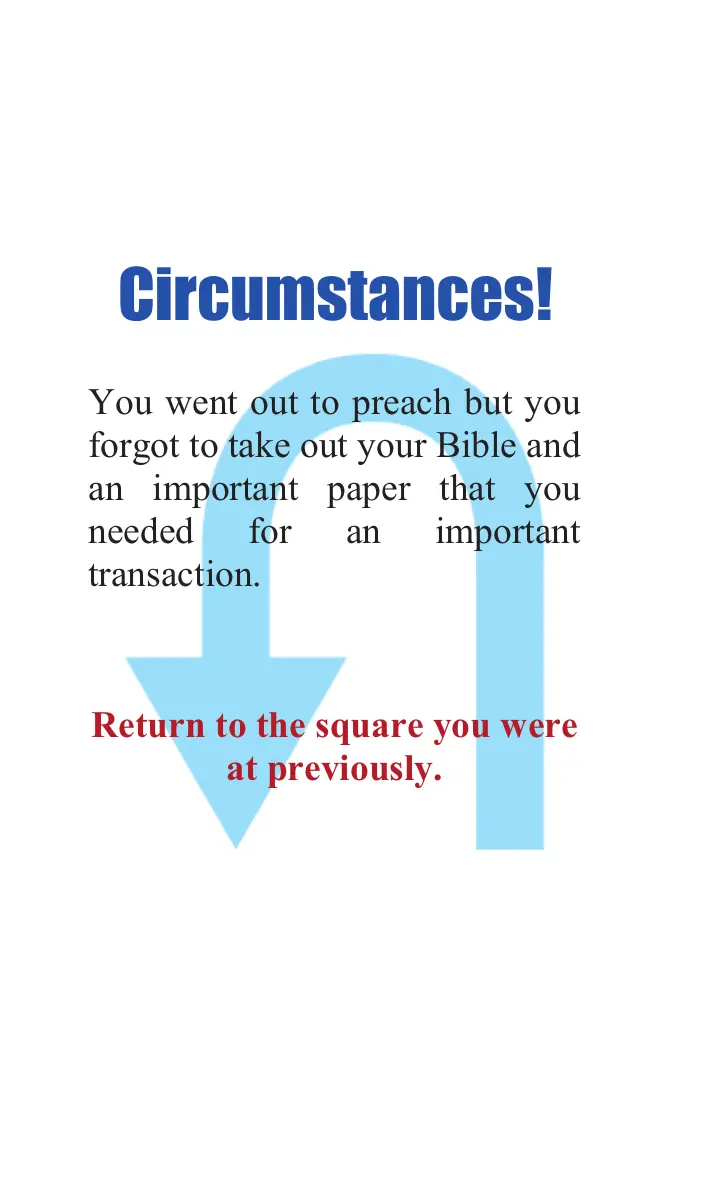 Circumstances!
You went out to preach but you
forgot to take out your Bible and
an important paper that you
needed for an important
transaction.
Return to the square you were
at previously.